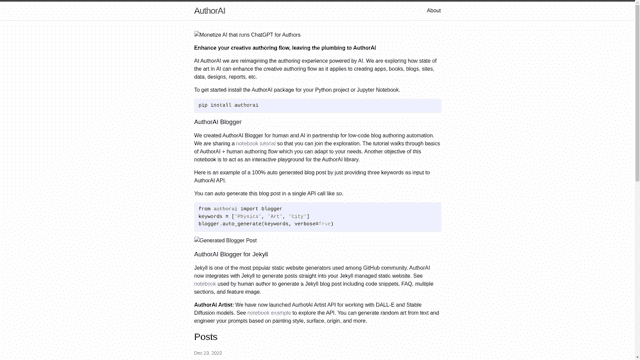 AuthorAI
About
Monetize AI that runs ChatGPT for Authors
Enhance your creative authoring flow, leaving the plumbing to AuthorAI
At AuthorAI we are reimagining the authoring experience powered by AI. We are exploring how state of
the art in AI can enhance the creative authoring flow as it applies to creating apps, books, blogs, sites,
data, designs, reports, etc.
To get started install the AuthorAI package for your Python project or Jupyter Notebook.
pip install authorai
AuthorAI Blogger
We created AuthorAI Blogger for human and AI in partnership for low-code blog authoring automation.
We are sharing a notebook tutorial so that you can join the exploration. The tutorial walks through basics
of AuthorAI + human authoring flow which you can adapt to your needs. Another objective of this
notebook is to act as an interactive playground for the AuthorAI library.
Here is an example of a 100% auto generated blog post by just providing three keywords as input to
AuthorAI API.
You can auto generate this blog post in a single API call like so.
from authorai import blogger
keywords = ['Physics', 'Art', 'City']
blogger.auto_generate(keywords, verbose=True)
Generated Blogger Post
AuthorAI Blogger for Jekyll
Jekyll is one of the most popular static website generators used among GitHub community. AuthorAI
now integrates with Jekyll to generate posts straight into your Jekyll managed static website. See
notebook used by human author to generate a Jekyll blog post including code snippets, FAQ, multiple
sections, and feature image.
AuthorAI Artist: We have now launched AuthorAI Artist API for working with DALL-E and Stable
Diffusion models. See notebook example to explore the API. You can generate random art from text and
engineer your prompts based on painting style, surface, origin, and more.
Posts
Dec 13, 2022